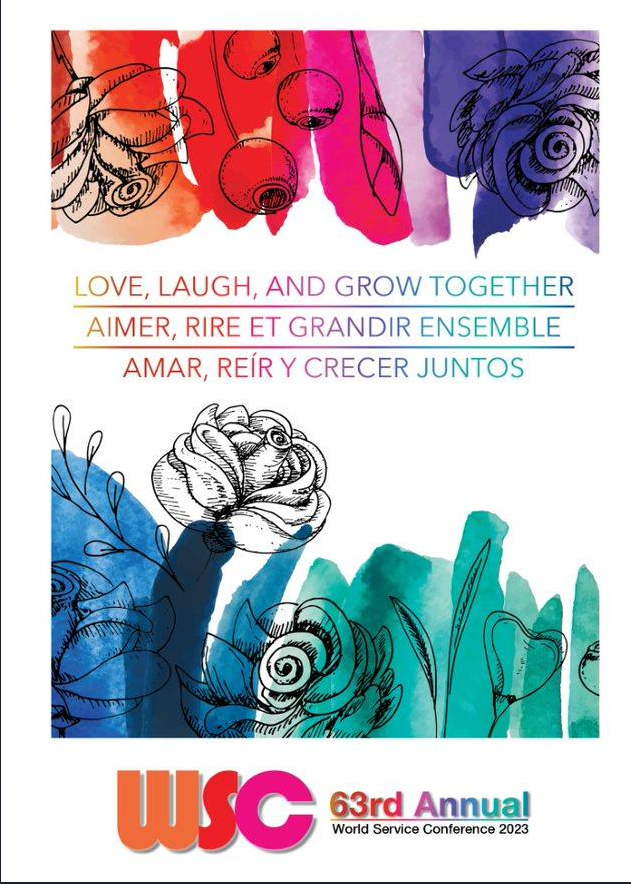 LOVE, LAUGH, AND GROW TOGETHER
AIMER, RIRE ET GRANDIR ENSEMBLE
AMAR, REÍR Y CRECER JUNTOS
WSC
63rd Annual
World Service Conference 2023